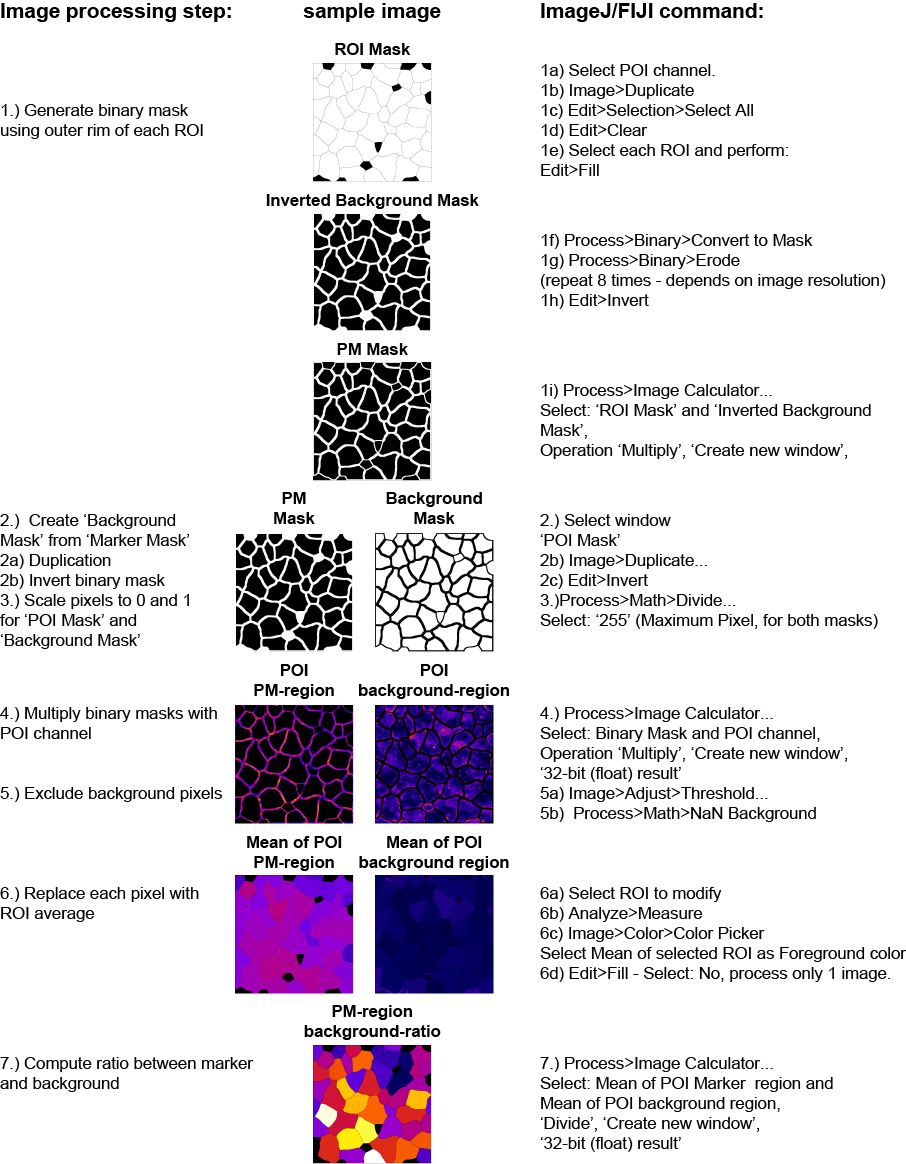 Image processing step:
sample image
ImageJ/FIJI command:
ROI Mask
1.) Generate binary mask
using outer rim of each ROI
1a) Select POI channel.
1b) Image>Duplicate
1c) Edit>Selection>Select All
1d) Edit>Clear
1e) Select each ROI and perform:
Edit>Fill
Inverted Background Mask
1f) Process>Binary>Convert to Mask
1g) Process>Binary>Erode
(repeat 8 times - depends on image resolution)
1h) Edit>Invert
PM Mask
1i) Process>Image Calculator...
Select: ‘ROI Mask’ and ‘Inverted Background
Mask’,
Operation ‘Multiply’, ‘Create new window’,
PM
Mask
Background
Mask
2.)  Create ‘Background
Mask’ from ‘Marker Mask’
2a) Duplication
2b) Invert binary mask
3.) Scale pixels to 0 and 1
for ‘POI Mask’ and
‘Background Mask’
2.) Select window
‘POI Mask’
2b) Image>Duplicate...
2c) Edit>Invert
3.)Process>Math>Divide...
Select: ‘255’ (Maximum Pixel, for both masks)
POI
PM-region
POI
background-region
4.) Multiply binary masks with
POI channel
5.) Exclude background pixels
4.) Process>Image Calculator...
Select: Binary Mask and POI channel,
Operation ‘Multiply’, ‘Create new window’,
‘32-bit (float) result’
5a) Image>Adjust>Threshold...
5b)  Process>Math>NaN Background
Mean of POI
PM-region
Mean of POI
background region
6.) Replace each pixel with
ROI average
6a) Select ROI to modify
6b) Analyze>Measure
6c) Image>Color>Color Picker
Select Mean of selected ROI as Foreground color
6d) Edit>Fill - Select: No, process only 1 image.
PM-region
background-ratio
7.) Compute ratio between marker
and background
7.) Process>Image Calculator...
Select: Mean of POI Marker  region and
Mean of POI background region,
‘Divide’, ‘Create new window’,
‘32-bit (float) result’